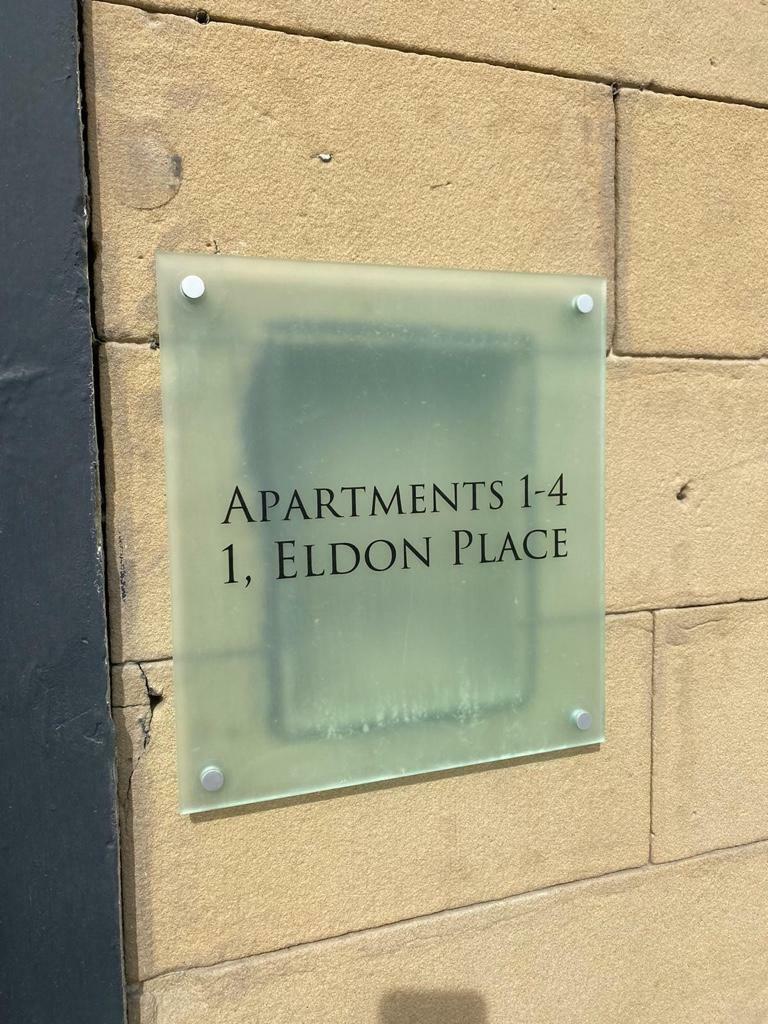 Apartments 1-4
1, Eldon Place